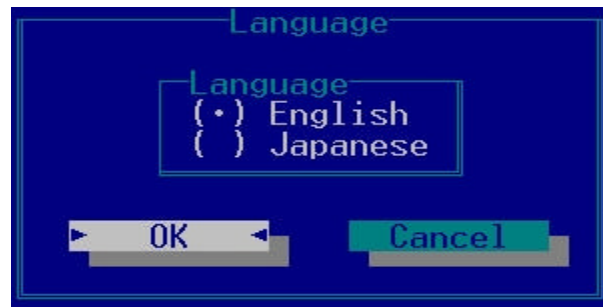 Language
Language
(•) English
( ) Japanese
► OK ◄
Cancel